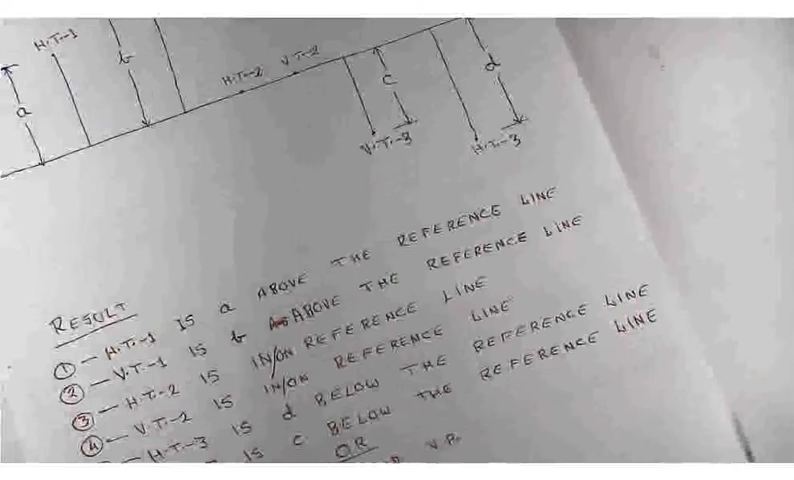 H.T.-1
a
b
H.T.-2 V.T.-2
c
d
V.T.-3
H.T.-3
RESULT
① — H.T.-1 IS a ABOVE THE REFERENCE LINE
② — V.T.-1 IS b ABOVE THE REFERENCE LINE
③ — H.T.-2 IS IN/ON REFERENCE LINE
④ — V.T.-2 IS IN/ON REFERENCE LINE
— H.T.-3 IS d BELOW THE REFERENCE LINE
IS c BELOW THE REFERENCE LINE
OR
V.P.